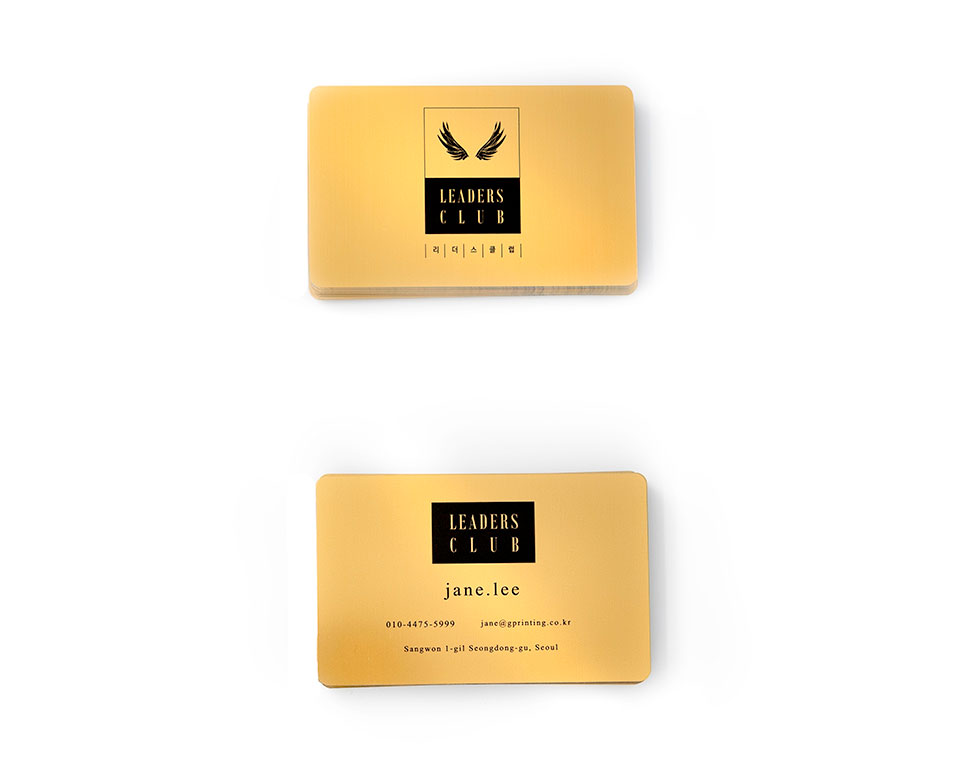 LEADERS
CLUB
리더스클럽
LEADERS
CLUB
jane.lee
010-4475-5999 jane@gprinting.co.kr
Sangwon 1-gil Seongdong-gu, Seoul